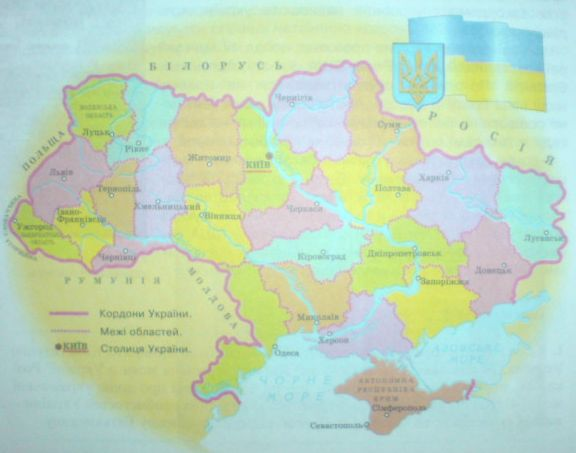 БІЛОРУСЬ
РОСІЯ
ПОЛЬЩА
ВОЛИНСЬКА
ОБЛАСТЬ
Луцьк
Рівне
Житомир
КИЇВ
Чернігів
Суми
Львів
Тернопіль
Хмельницький
Вінниця
Черкаси
Полтава
Харків
Луганськ
Ужгород
ЗАКАРПАТСЬКА
ОБЛАСТЬ
Івано-
Франківськ
Чернівці
Кіровоград
Дніпропетровськ
Донецьк
Запоріжжя
РУМУНІЯ
МОЛДОВА
Миколаїв
Херсон
Одеса
Кордони України.
Межі областей.
КИЇВ Столиця України.
АЗОВСЬКЕ
МОРЕ
ЧОРНЕ
МОРЕ
АВТОНОМНА
РЕСПУБЛІКА
КРИМ
Сімферополь
Севастополь